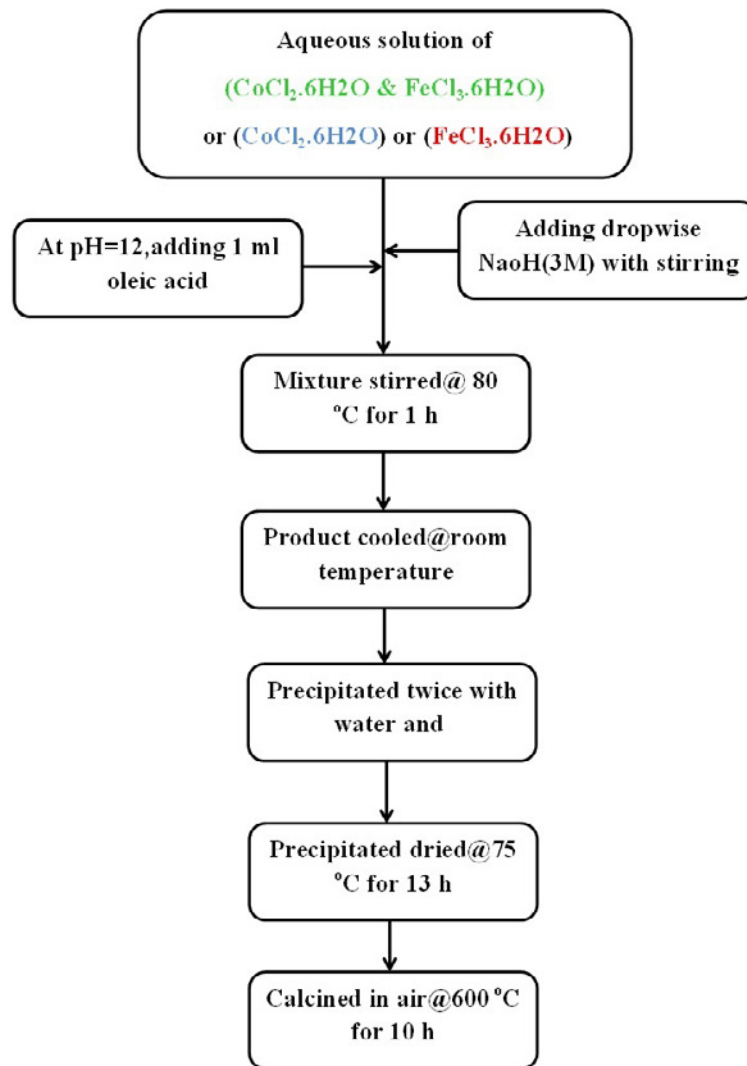 Aqueous solution of
(CoCl₂.6H2O & FeCl₃.6H2O)
or (CoCl₂.6H2O) or (FeCl₃.6H2O)
At pH=12,adding 1 ml
oleic acid
Adding dropwise
NaoH(3M) with stirring
Mixture stirred@ 80
°C for 1 h
Product cooled@room
temperature
Precipitated twice with
water and
Precipitated dried@75
°C for 13 h
Calcined in air@600 °C
for 10 h